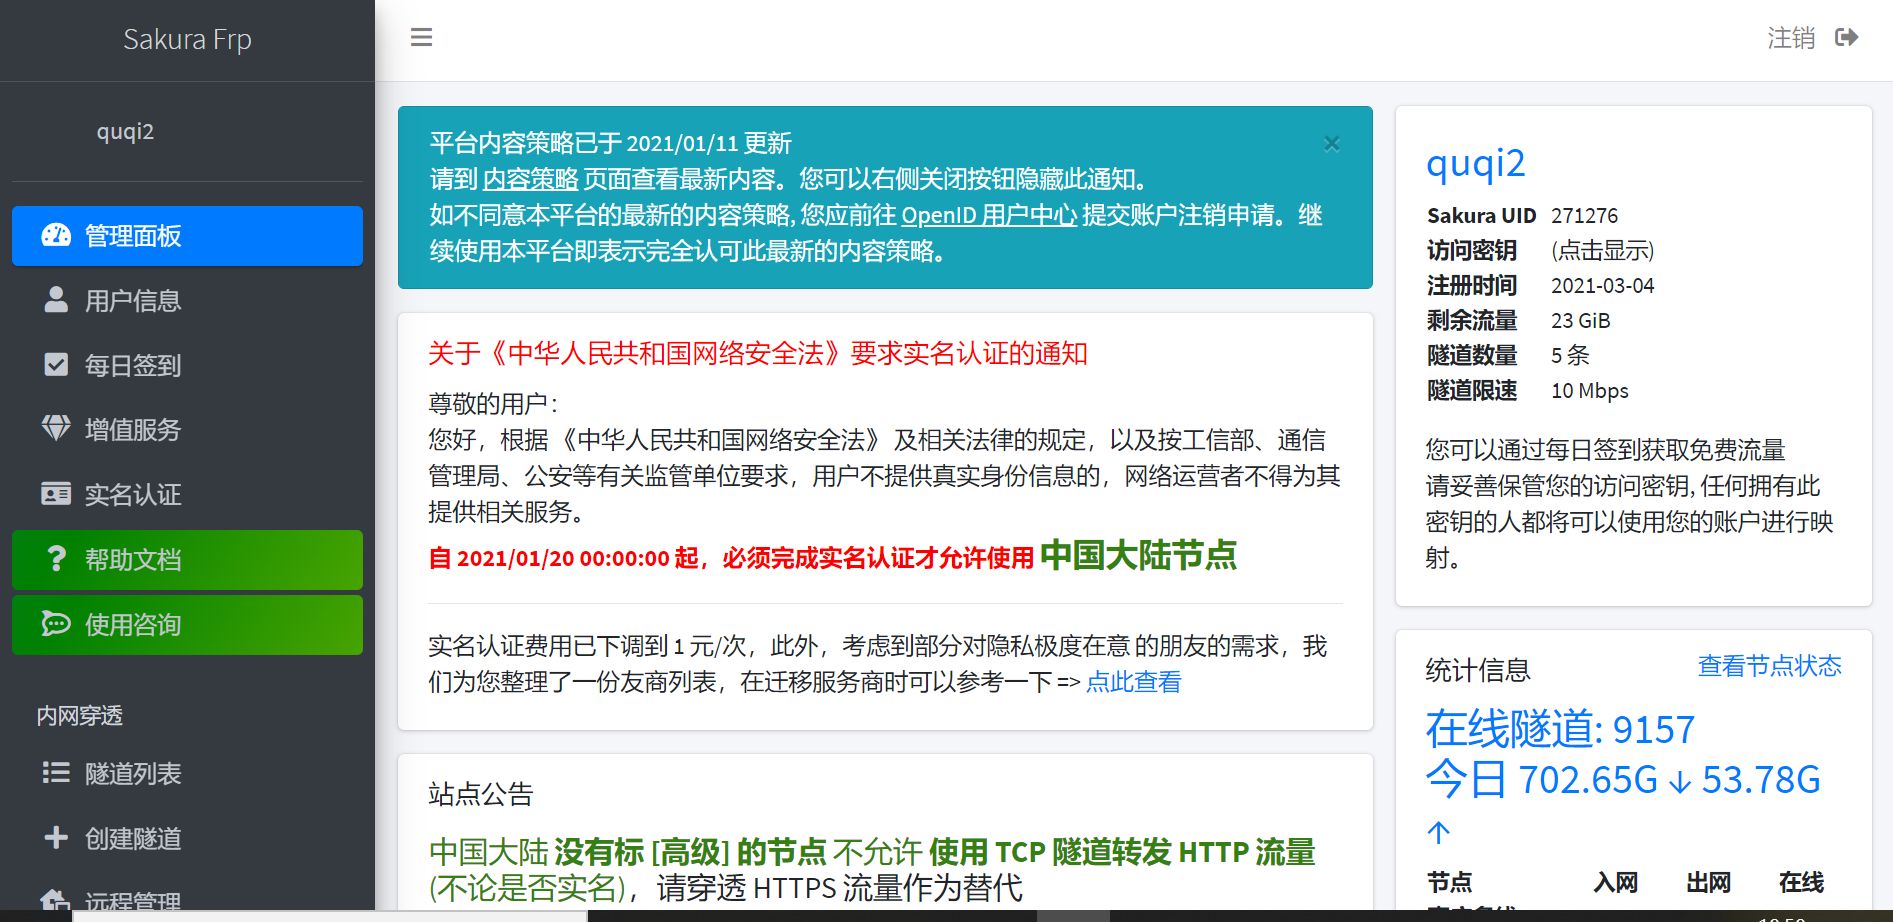 Sakura Frp
注销
quqi2
管理面板
用户信息
每日签到
增值服务
实名认证
帮助文档
使用咨询
内网穿透
隧道列表
创建隧道
远程管理
平台内容策略已于 2021/01/11 更新
×
请到 内容策略 页面查看最新内容。您可以右侧关闭按钮隐藏此通知。
如不同意本平台的最新的内容策略, 您应前往 OpenID 用户中心 提交账户注销申请。继
续使用本平台即表示完全认可此最新的内容策略。
关于《中华人民共和国网络安全法》要求实名认证的通知
尊敬的用户：
您好，根据 《中华人民共和国网络安全法》 及相关法律的规定，以及按工信部、通信
管理局、公安等有关监管单位要求，用户不提供真实身份信息的，网络运营者不得为其
提供相关服务。
自 2021/01/20 00:00:00 起，必须完成实名认证才允许使用 中国大陆节点
实名认证费用已下调到 1 元/次，此外，考虑到部分对隐私极度在意 的朋友的需求，我
们为您整理了一份友商列表，在迁移服务商时可以参考一下 => 点此查看
站点公告
中国大陆 没有标 [高级] 的节点 不允许 使用 TCP 隧道转发 HTTP 流量
(不论是否实名)，请穿透 HTTPS 流量作为替代
quqi2
Sakura UID 271276
访问密钥 (点击显示)
注册时间 2021-03-04
剩余流量 23 GiB
隧道数量 5 条
隧道限速 10 Mbps
您可以通过每日签到获取免费流量
请妥善保管您的访问密钥, 任何拥有此
密钥的人都将可以使用您的账户进行映
射。
统计信息 查看节点状态
在线隧道: 9157
今日 702.65G ↓ 53.78G
↑
节点 入网 出网 在线